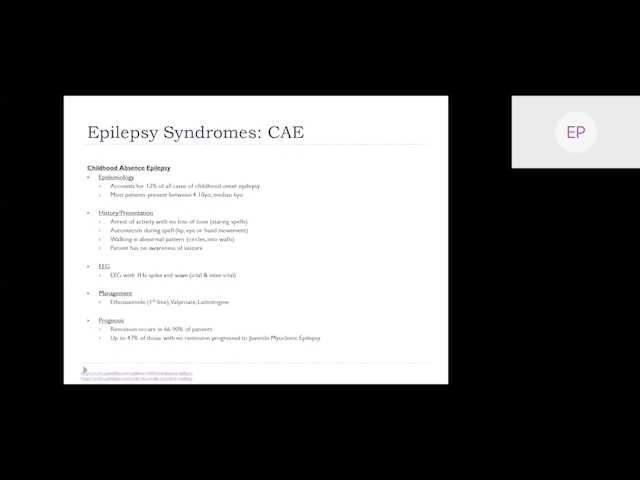 Epilepsy Syndromes: CAE
EP
Childhood Absence Epilepsy
Epidemiology
Accounts for 12% of all cases of childhood onset epilepsy
Most patients present between 4-10yo, median 6yo
History/Presentation
Arrest of activity with no loss of tone (staring spells)
Automatism during spell (lip, eye or hand movement)
Walking in abnormal pattern (circles, into walls)
Patient has no awareness of seizure
EEG
EEG with 3Hz spike and wave (ictal & inter-ictal)
Management
Ethosuximide (1st line), Valproate, Lamotrigine
Prognosis
Remission occurs in 66-90% of patients
Up to 47% of those with no remission progressed to Juvenile Myoclonic Epilepsy